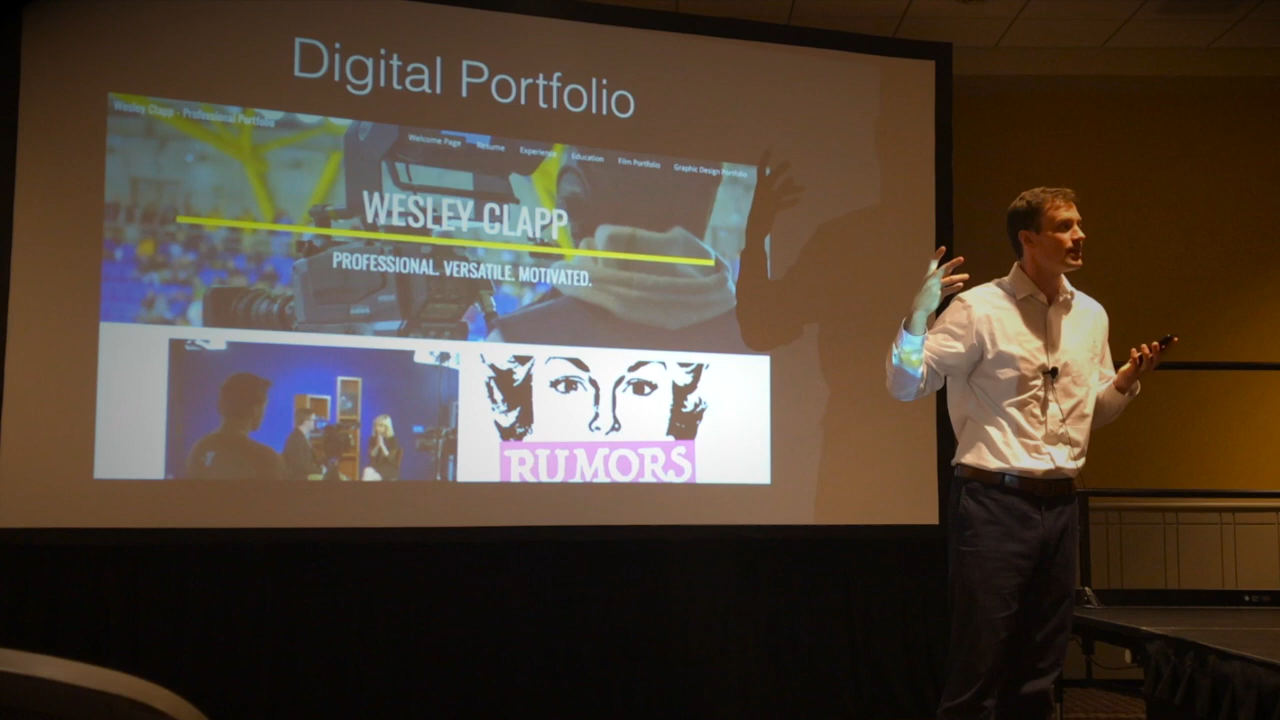 Digital Portfolio
Wesley Clapp - Professional Portfolio
Welcome Page Resume Experience Education Film Portfolio Graphic Design Portfolio
WESLEY CLAPP
PROFESSIONAL. VERSATILE. MOTIVATED.
RUMORS